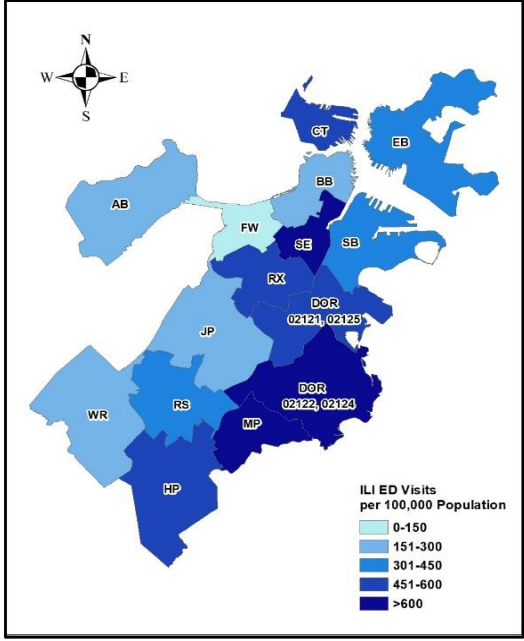 N
W E
S
CT
EB
BB
AB
FW
SE
SB
RX
DOR
02121, 02125
JP
DOR
02122, 02124
WR
RS
MP
HP
ILI ED Visits
per 100,000 Population
0-150
151-300
301-450
451-600
>600